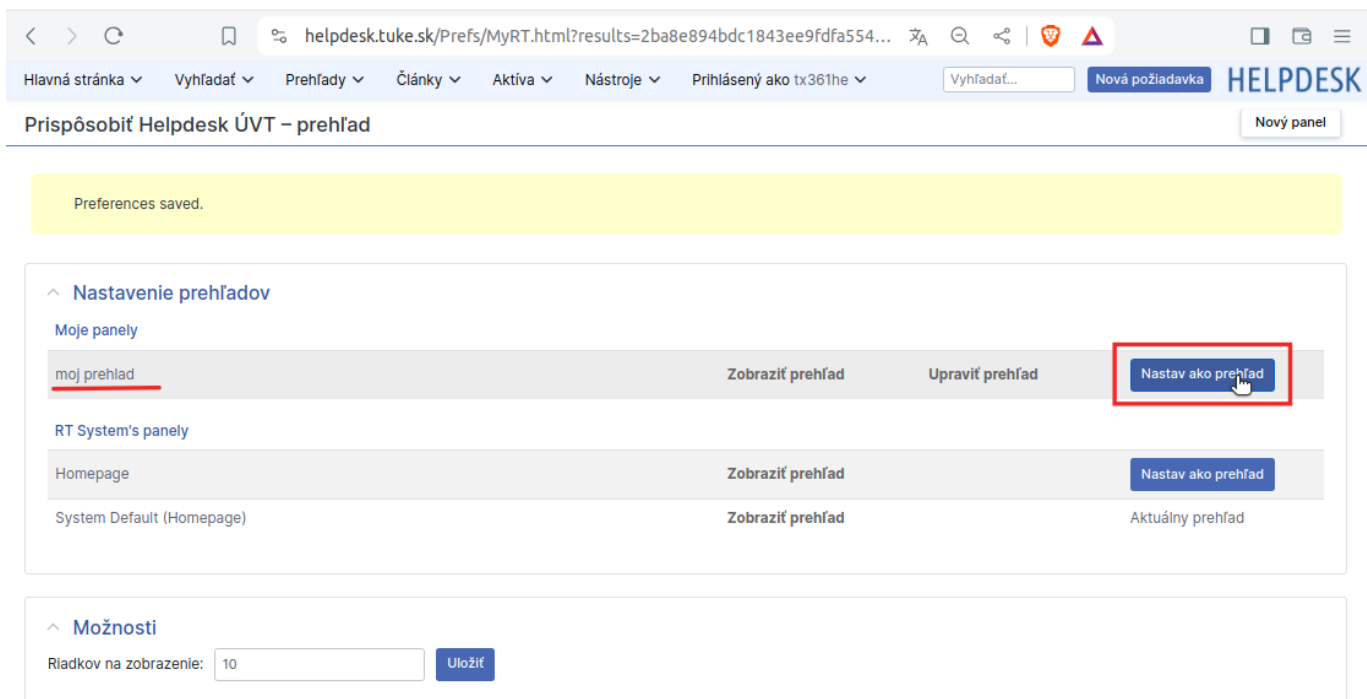 helpdesk.tuke.sk/Prefs/MyRT.html?results=2ba8e894bdc1843ee9fdfa554...
Hlavná stránka Vyhľadať Prehľady Články Aktíva Nástroje Prihlásený ako tx361he Vyhľadať... Nová požiadavka HELPDESK
Prispôsobiť Helpdesk ÚVT – prehľad Nový panel
Preferences saved.
Nastavenie prehľadov
Moje panely
moj prehlad Zobraziť prehľad Upraviť prehľad Nastav ako prehľad
RT System's panely
Homepage Zobraziť prehľad Nastav ako prehľad
System Default (Homepage) Zobraziť prehľad Aktuálny prehľad
Možnosti
Riadkov na zobrazenie: 10 Uložiť